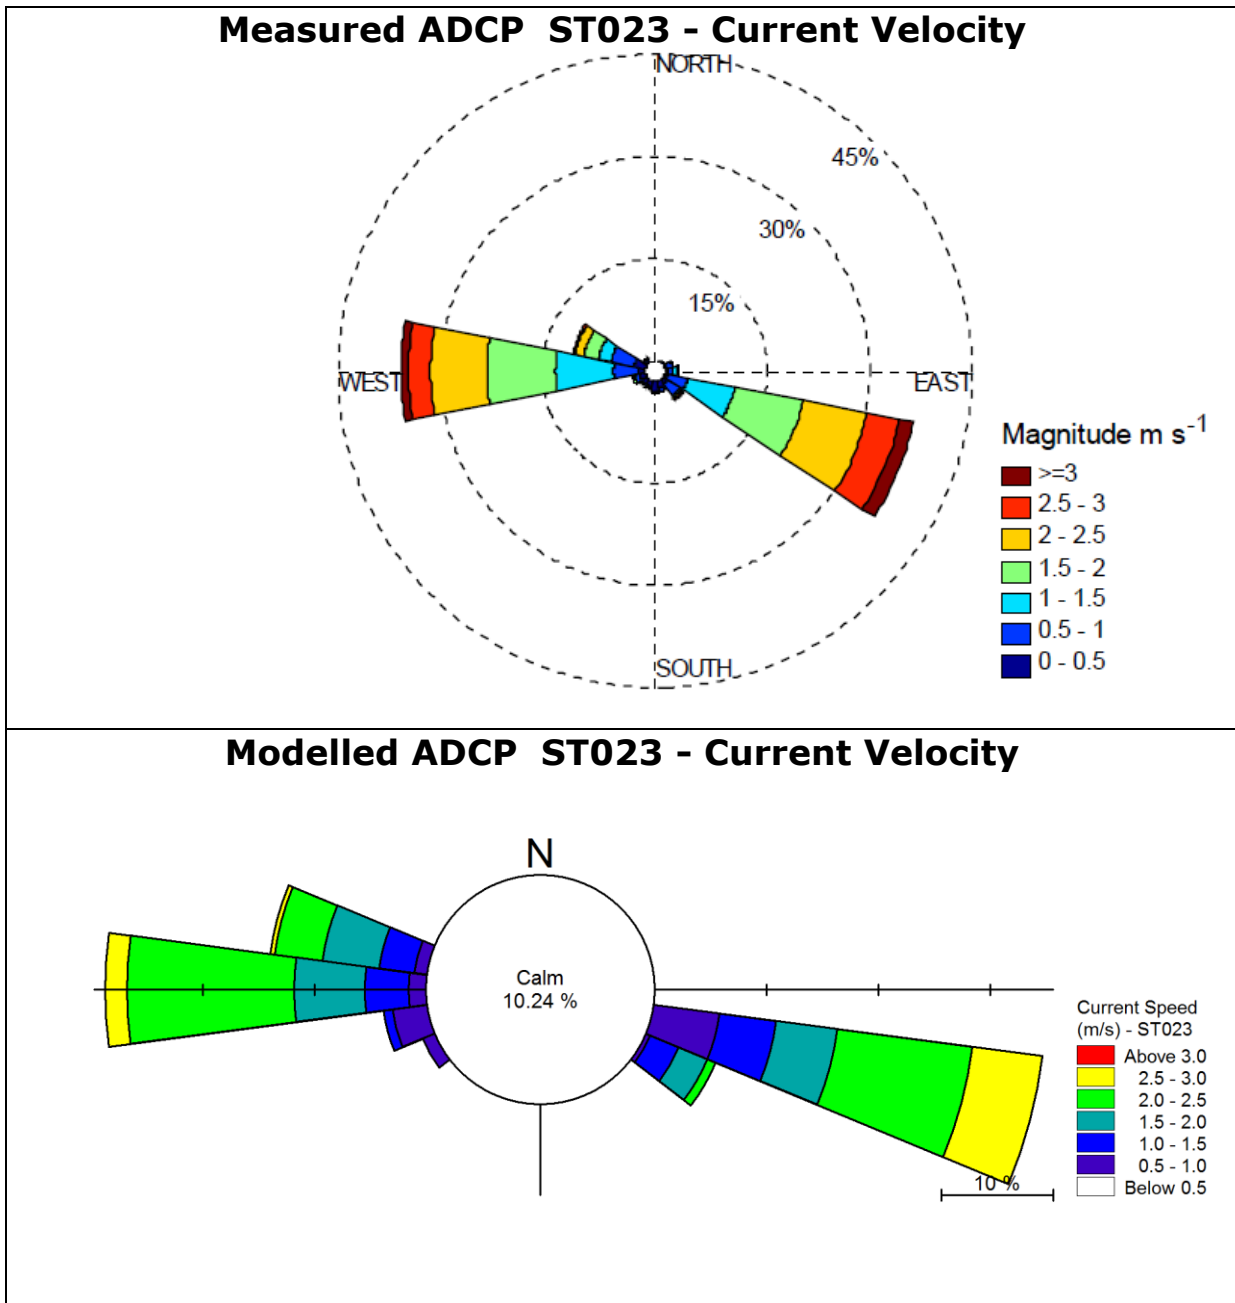 Measured ADCP  ST023 - Current Velocity
NORTH
45%
30%
15%
WEST
EAST
SOUTH
Magnitude m s-1
>=3
2.5 - 3
2 - 2.5
1.5 - 2
1 - 1.5
0.5 - 1
0 - 0.5
Modelled ADCP  ST023 - Current Velocity
N
Calm
10.24 %
Current Speed
(m/s) - ST023
Above 3.0
2.5 - 3.0
2.0 - 2.5
1.5 - 2.0
1.0 - 1.5
0.5 - 1.0
Below 0.5
10 %